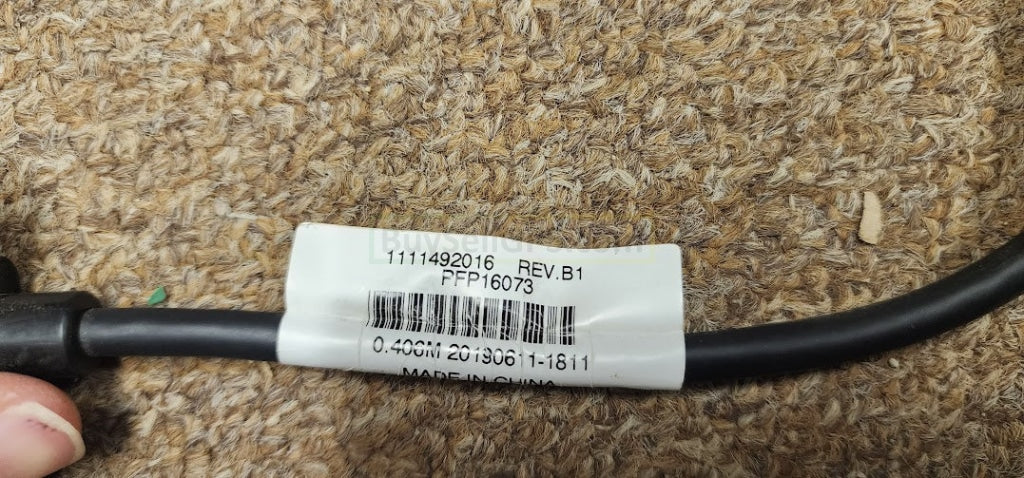 1111492016 REV.B1
PFP16073
0.400M 20190611-1811
MADE IN CHINA